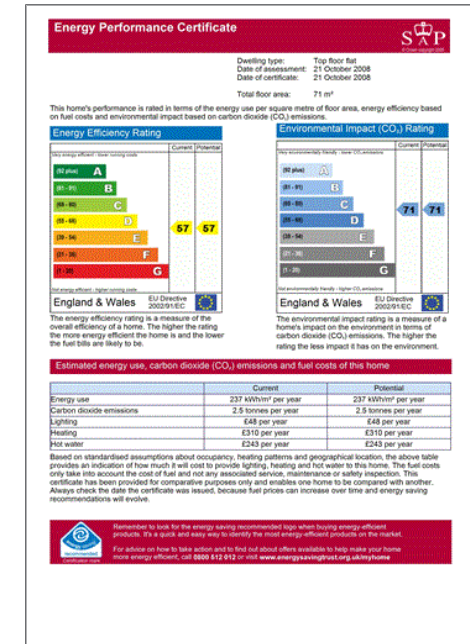 Energy Performance Certificate
SAP
Dwelling type: Top floor flat
Date of assessment: 21 October 2008
Date of certificate: 21 October 2008
Total floor area: 71 m²
This home's performance is rated in terms of the energy use per square metre of floor area, energy efficiency based
on fuel costs and environmental impact based on carbon dioxide (CO₂) emissions.
Energy Efficiency Rating
Current Potential
Very energy efficient - lower running costs
(92 plus) A
(81 - 91) B
(69 - 80) C
(55 - 68) D
(39 - 54) E
(21 - 38) F
(1 - 20) G
57 57
Not energy efficient - higher running costs
England & Wales
EU Directive
2002/91/EC
The energy efficiency rating is a measure of the
overall efficiency of a home. The higher the rating
the more energy efficient the home is and the lower
the fuel bills are likely to be.
Environmental Impact (CO₂) Rating
Current Potential
Very environmentally friendly - lower CO₂ emissions
(92 plus) A
(81 - 91) B
(69 - 80) C
(55 - 68) D
(39 - 54) E
(21 - 38) F
(1 - 20) G
71 71
Not environmentally friendly - higher CO₂ emissions
England & Wales
EU Directive
2002/91/EC
The environmental impact rating is a measure of a
home's impact on the environment in terms of
carbon dioxide (CO₂) emissions. The higher the
rating the less impact it has on the environment.
Estimated energy use, carbon dioxide (CO₂) emissions and fuel costs of this home
Current Potential
Energy use 237 kWh/m² per year 237 kWh/m² per year
Carbon dioxide emissions 2.5 tonnes per year 2.5 tonnes per year
Lighting £48 per year £48 per year
Heating £310 per year £310 per year
Hot water £243 per year £243 per year
Based on standardised assumptions about occupancy, heating patterns and geographical location, the above table
provides an indication of how much it will cost to provide lighting, heating and hot water to this home. The fuel costs
only take into account the cost of fuel and not any associated service, maintenance or safety inspection. This
certificate has been provided for comparative purposes only and enables one home to be compared with another.
Always check the date the certificate was issued, because fuel prices can increase over time and energy saving
recommendations will evolve.
energy saving
recommended
Certification mark
Remember to look for the energy saving recommended logo when buying energy-efficient
products. It's a quick and easy way to identify the most energy-efficient products on the market.
For advice on how to take action and to find out about offers available to help make your home
more energy efficient, call 0800 512 012 or visit www.energysavingtrust.org.uk/myhome